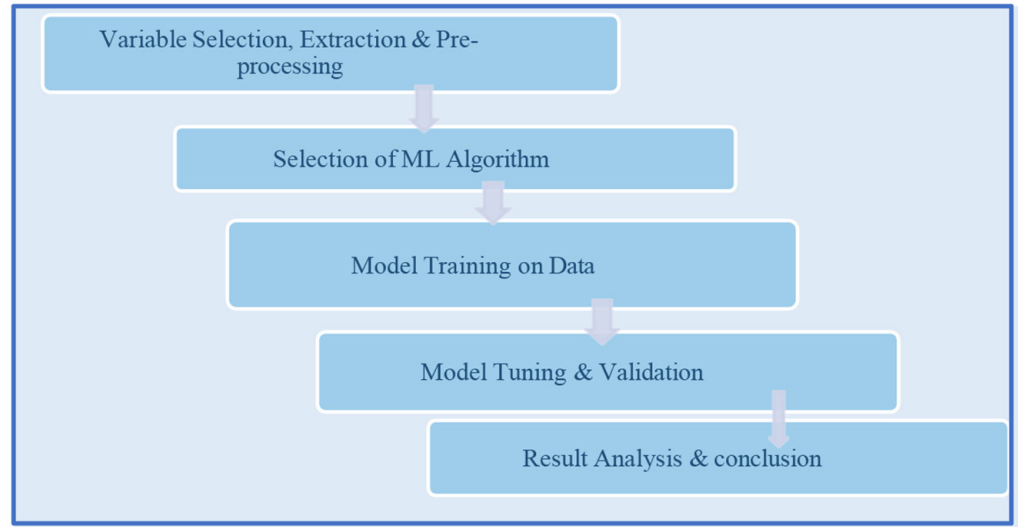 Variable Selection, Extraction & Pre-
processing
Selection of ML Algorithm
Model Training on Data
Model Tuning & Validation
Result Analysis & conclusion